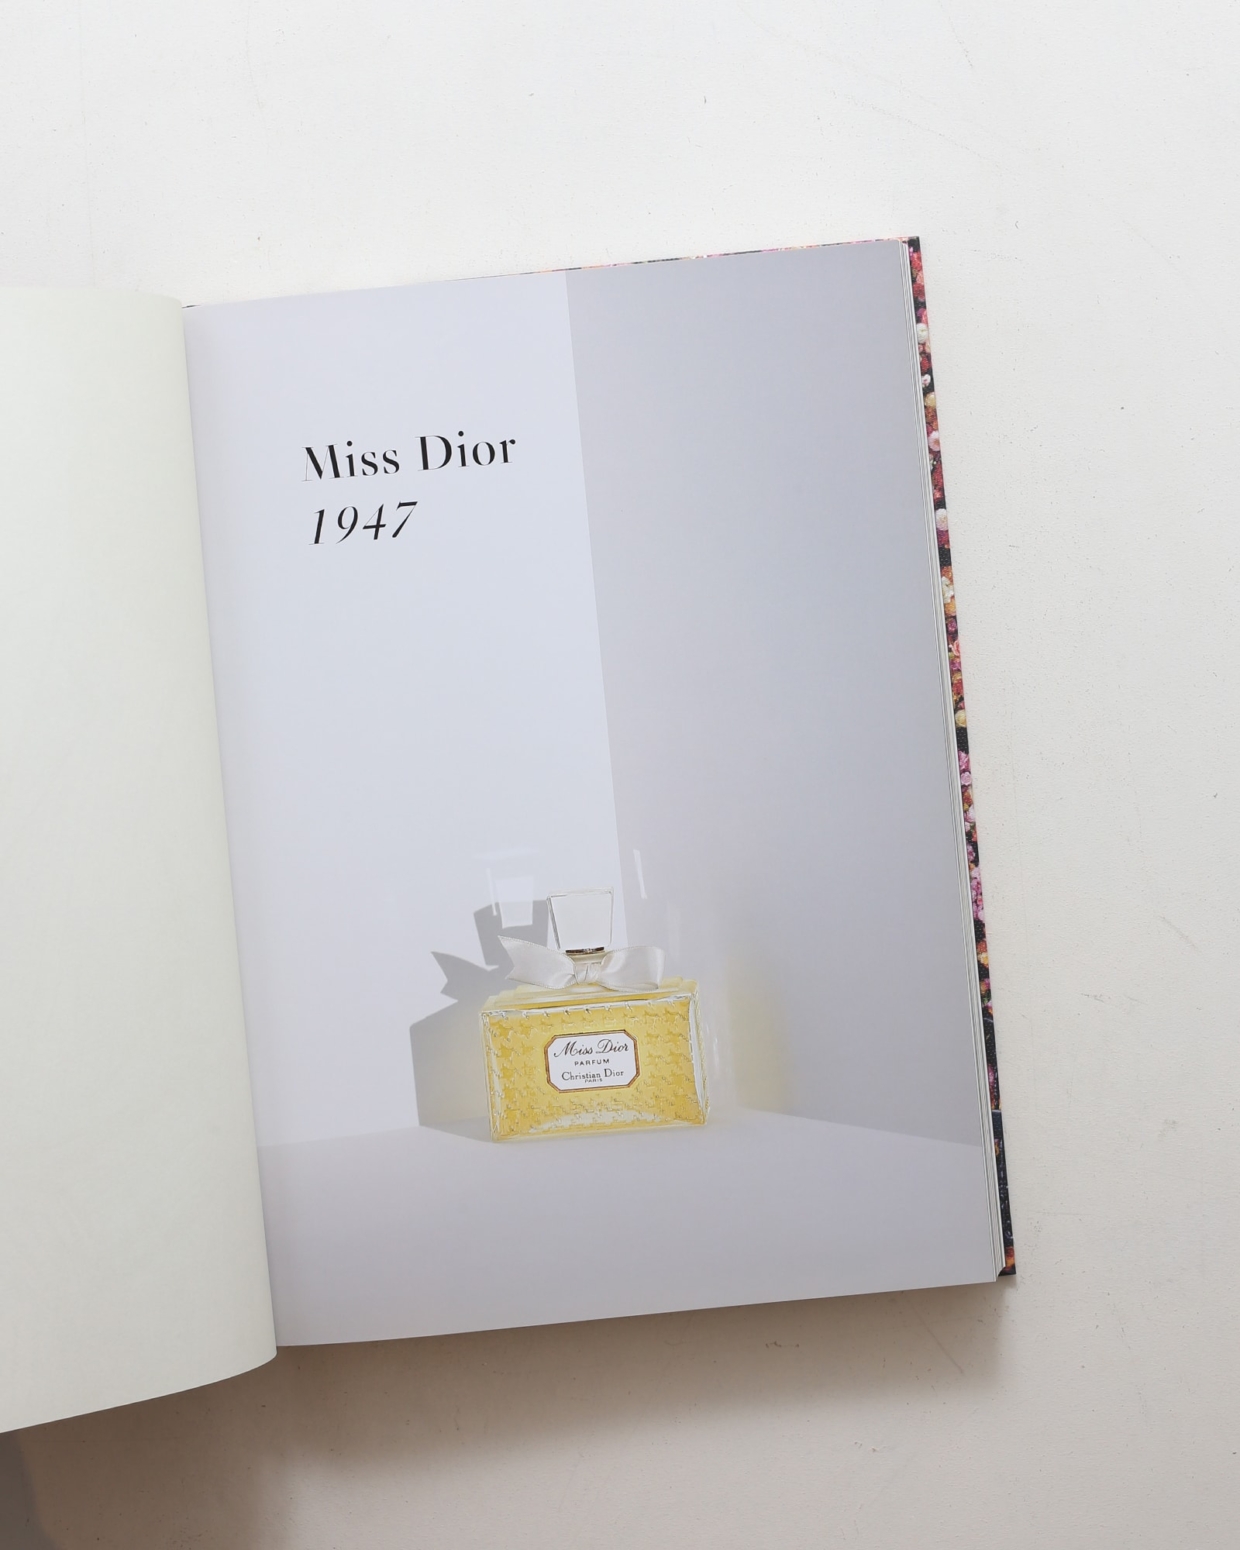 Miss Dior
1947
Miss Dior
PARFUM
Christian Dior
PARIS